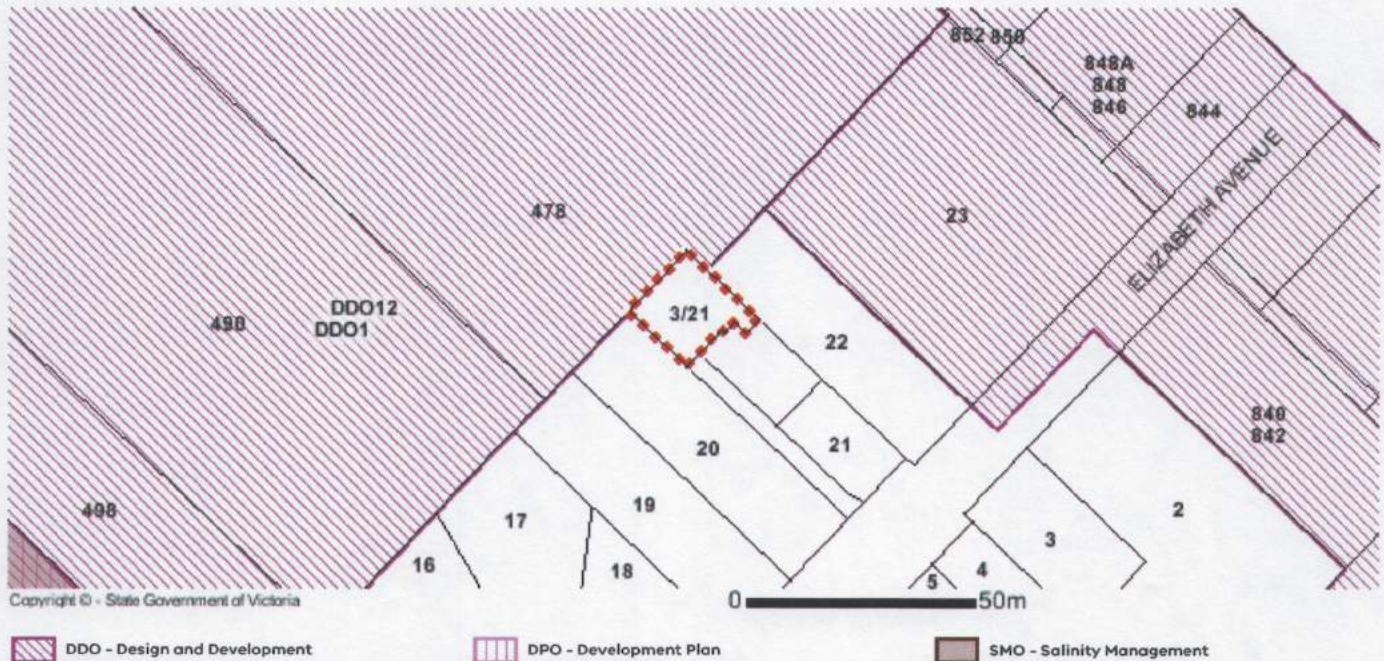 862 850
848A
848
846
844
ELIZABETH AVENUE
478
23
DDO12
490
DDO1
3/21
22
840
842
20
21
498
19
17
2
3
16
18
4
5
Copyright © - State Government of Victoria
0 50m
DDO - Design and Development
DPO - Development Plan
SMO - Salinity Management